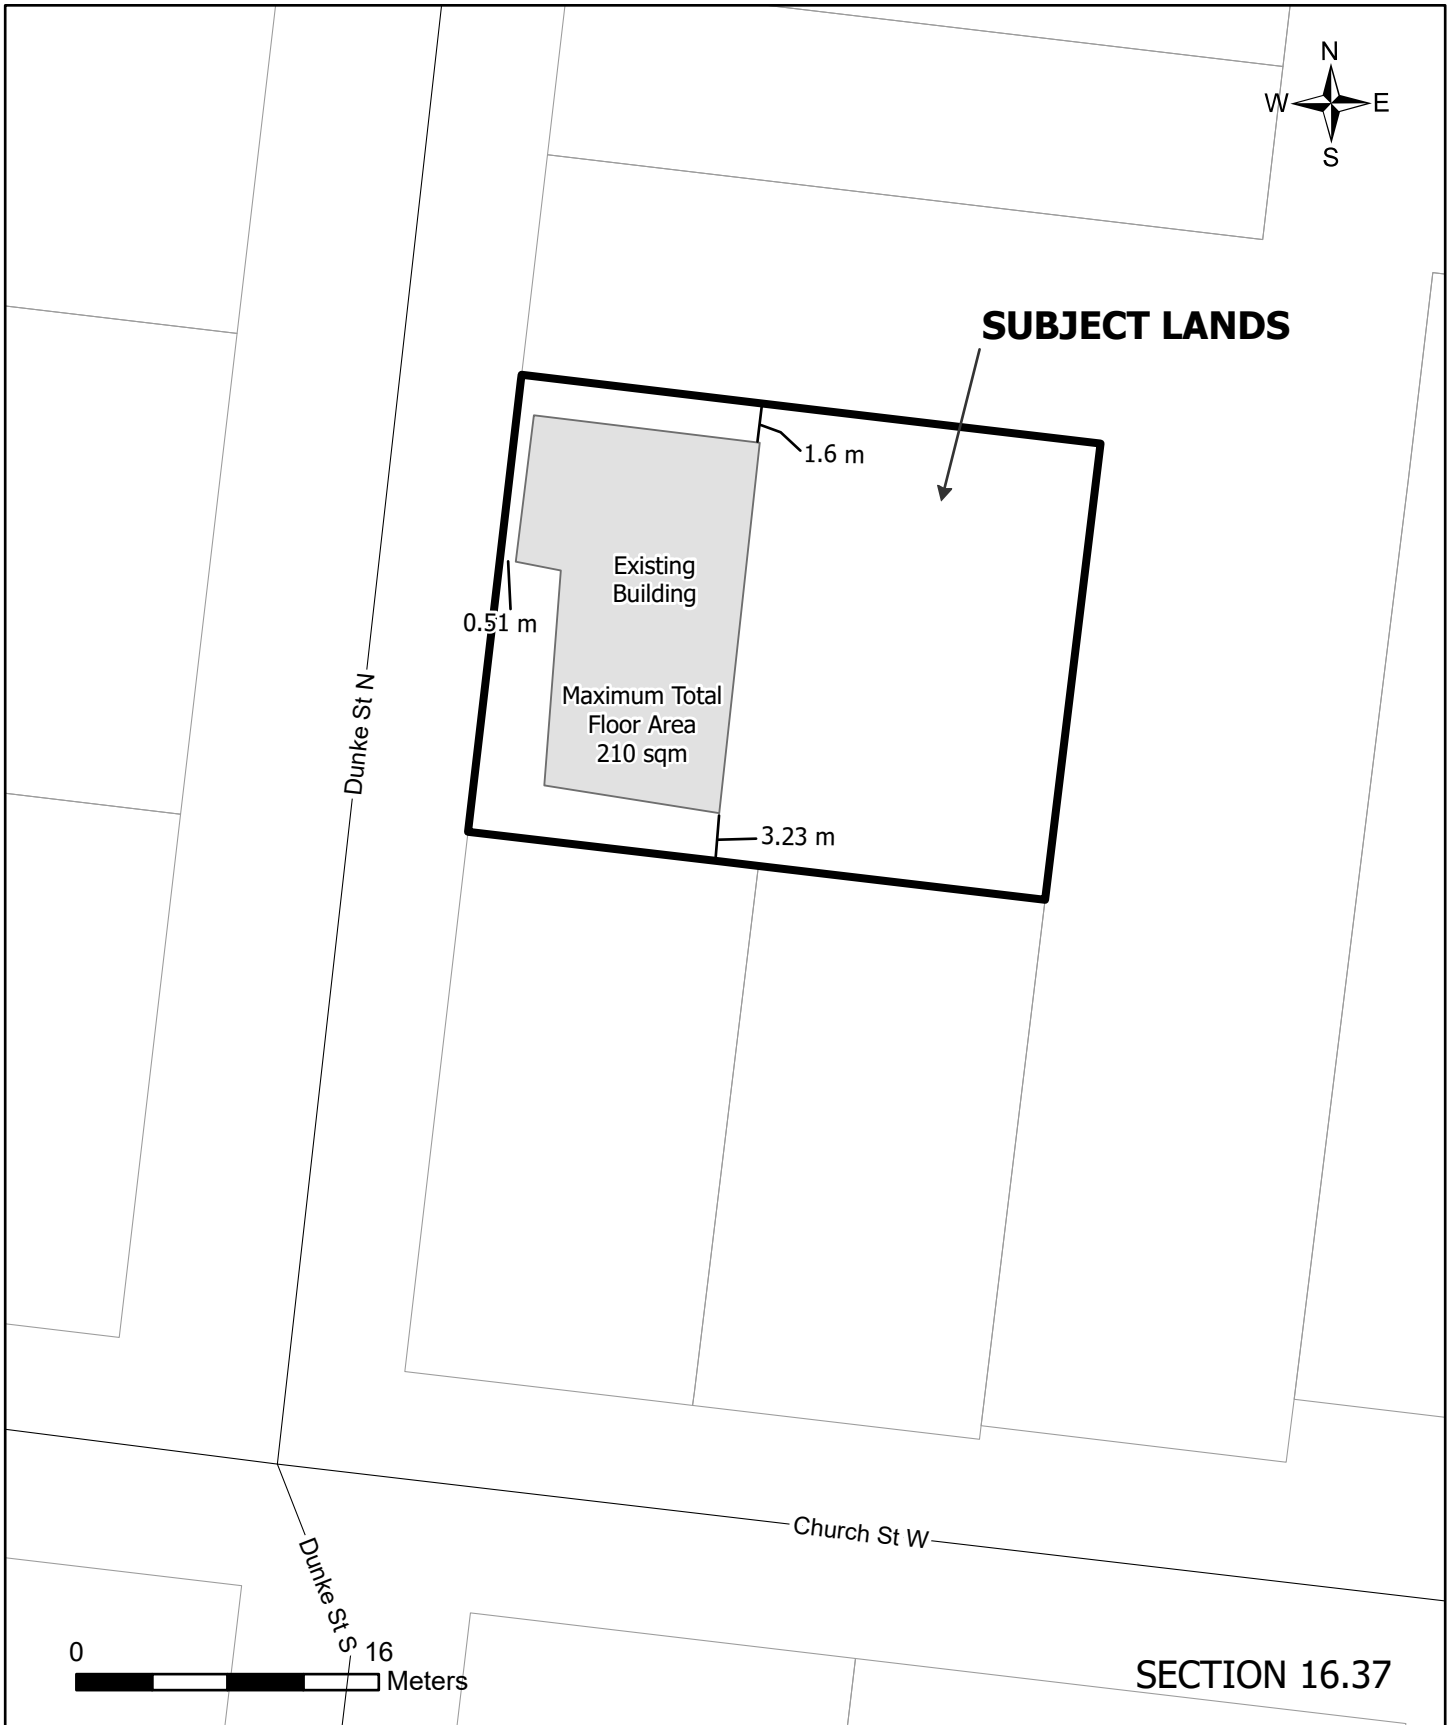 N
W E
S
SUBJECT LANDS
1.6 m
Existing
Building
0.51 m
Maximum Total
Floor Area
210 sqm
Dunke St N
3.23 m
Church St W
Dunke St S
0 16
Meters
SECTION 16.37